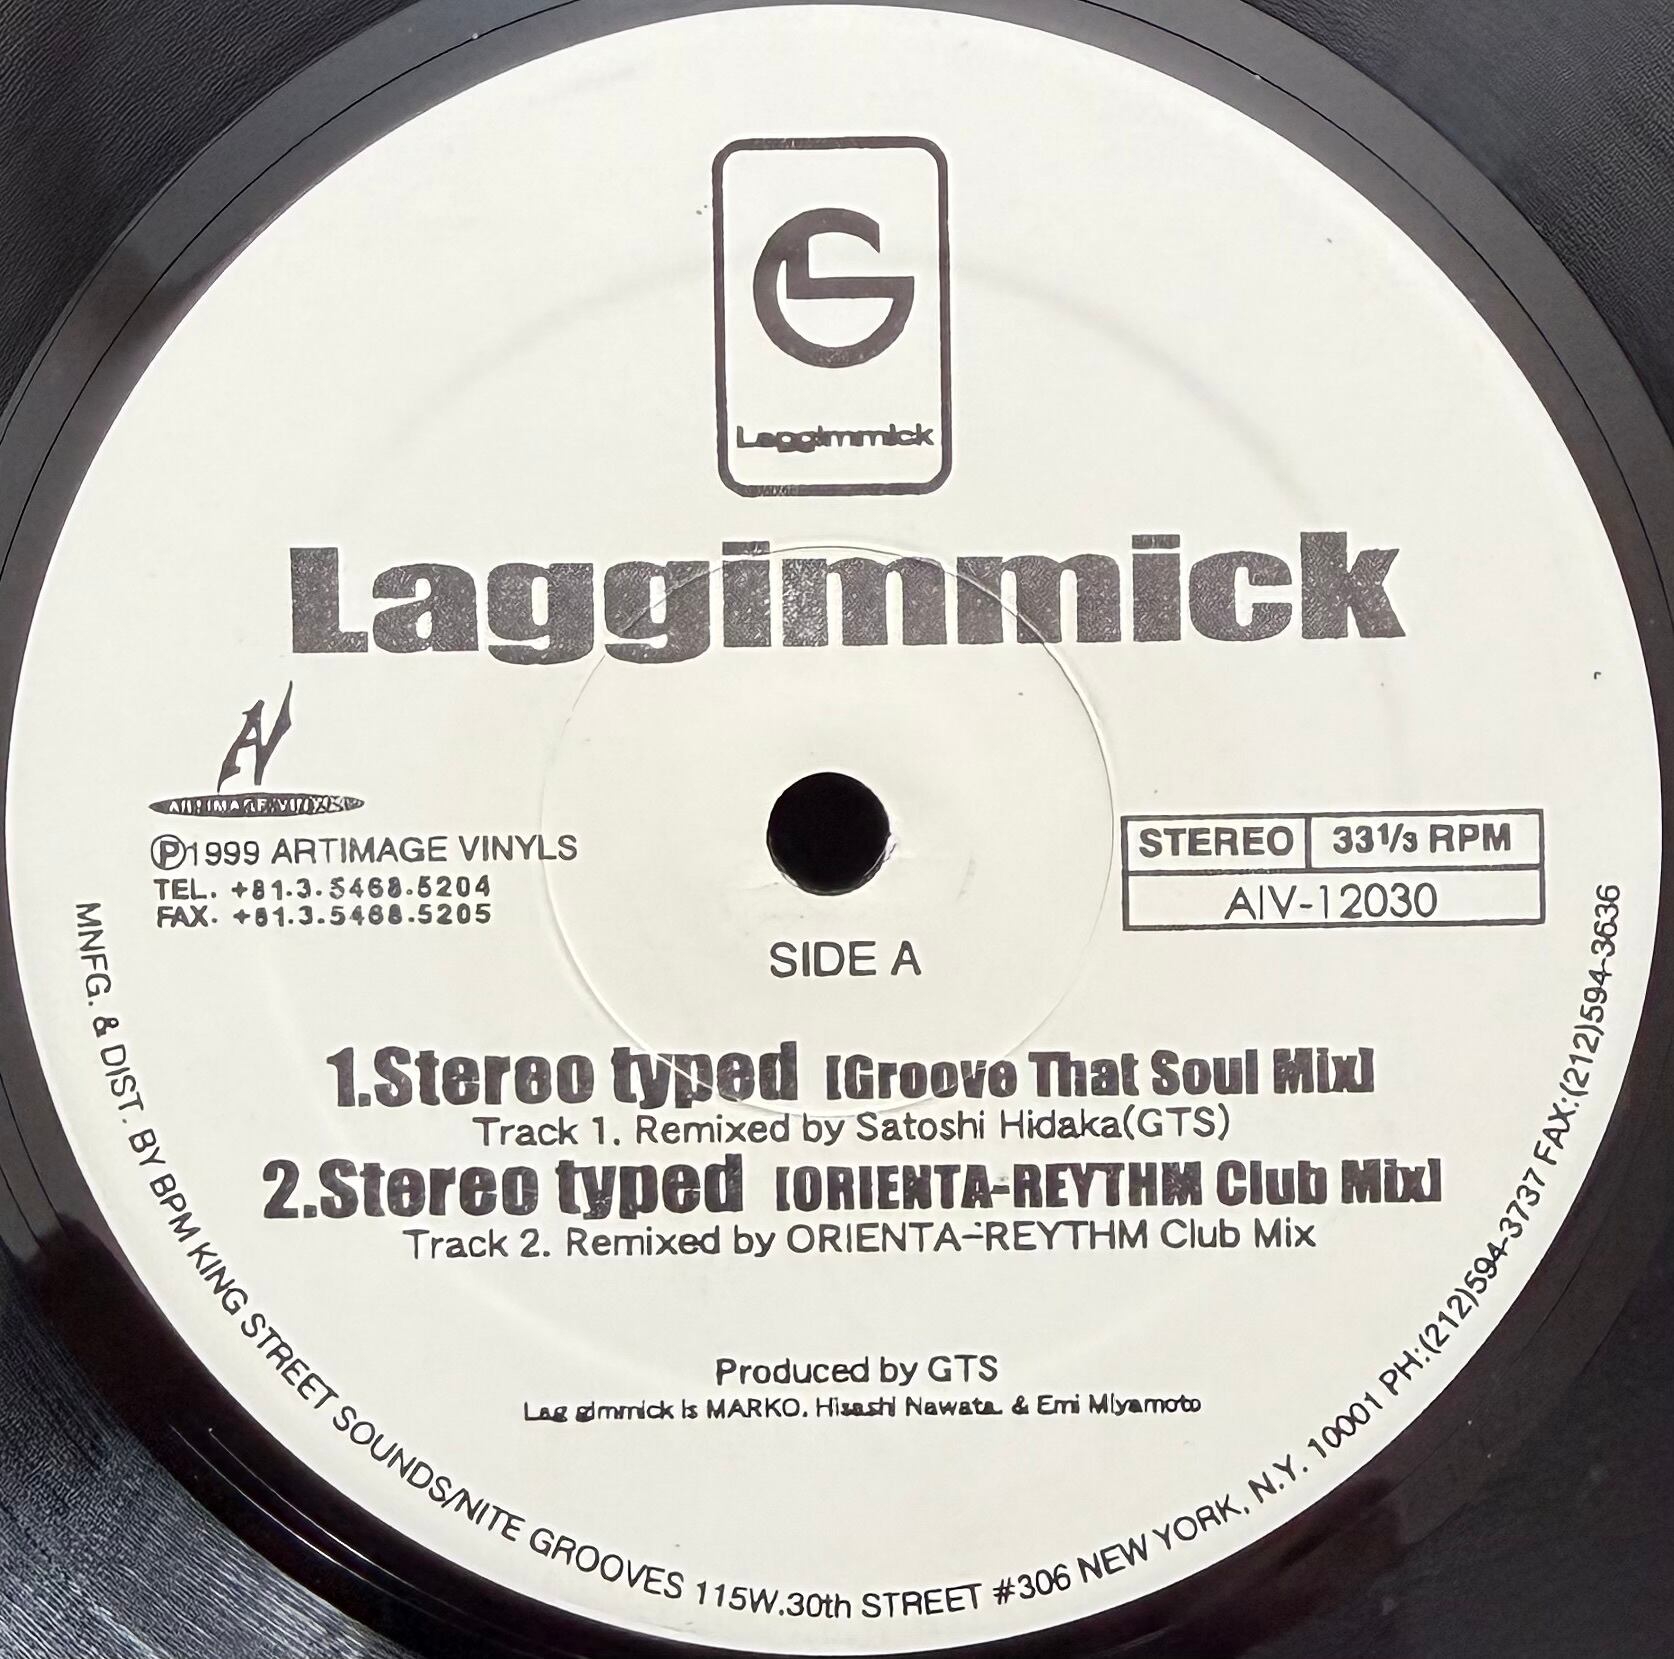 Laggimmick
Laggimmick
ARTIMAGE VINYLS
℗1999 ARTIMAGE VINYLS
TEL. +81.3.5468.5204
FAX. +81.3.5468.5205
STEREO 33⅓ RPM
AIV-12030
SIDE A
1.Stereo typed [Groove That Soul Mix]
Track 1. Remixed by Satoshi Hidaka(GTS)
2.Stereo typed [ORIENTA-REYTHM Club Mix]
Track 2. Remixed by ORIENTA-REYTHM Club Mix
Produced by GTS
Lag gimmick is MARKO. Hisashi Nawata & Emi Miyamoto
MNFG. & DIST. BY BPM KING STREET SOUNDS/NITE GROOVES 115W.30th STREET #306 NEW YORK, N.Y. 10001 PH:(212)594-3737 FAX:(212)594-3636